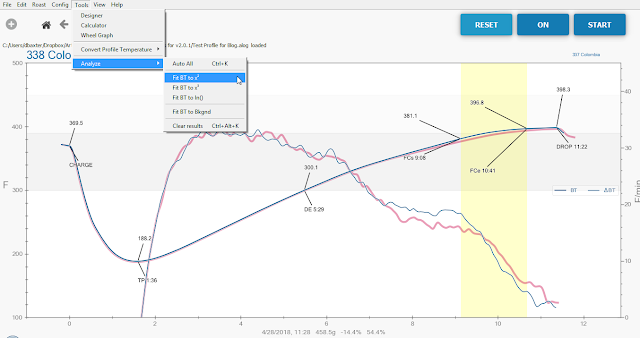 File Edit Roast Config Tools View Help
Designer
Calculator
Wheel Graph
Convert Profile Temperature
Analyze
Auto All Ctrl+K
Fit BT to x²
Fit BT to x³
Fit BT to ln()
Fit BT to Bkgnd
Clear results Ctrl+Alt+K
RESET ON START
C:/Users/dbaxter/Dropbox/Ar for v2.0.1/Test Profile for Blog.alog loaded
338 Colo
337 Colombia
500
400
300
200
100
°F
369.5
CHARGE
188.2
TP 1:36
300.1
DE 5:29
381.1
FCs 9:08
396.8
FCe 10:41
398.3
DROP 11:22
BT ΔBT
40
30
20
10
0
F/min
0 2 4 6 8 10 12
4/28/2018, 11:28 458.5g -14.4% 54.4%